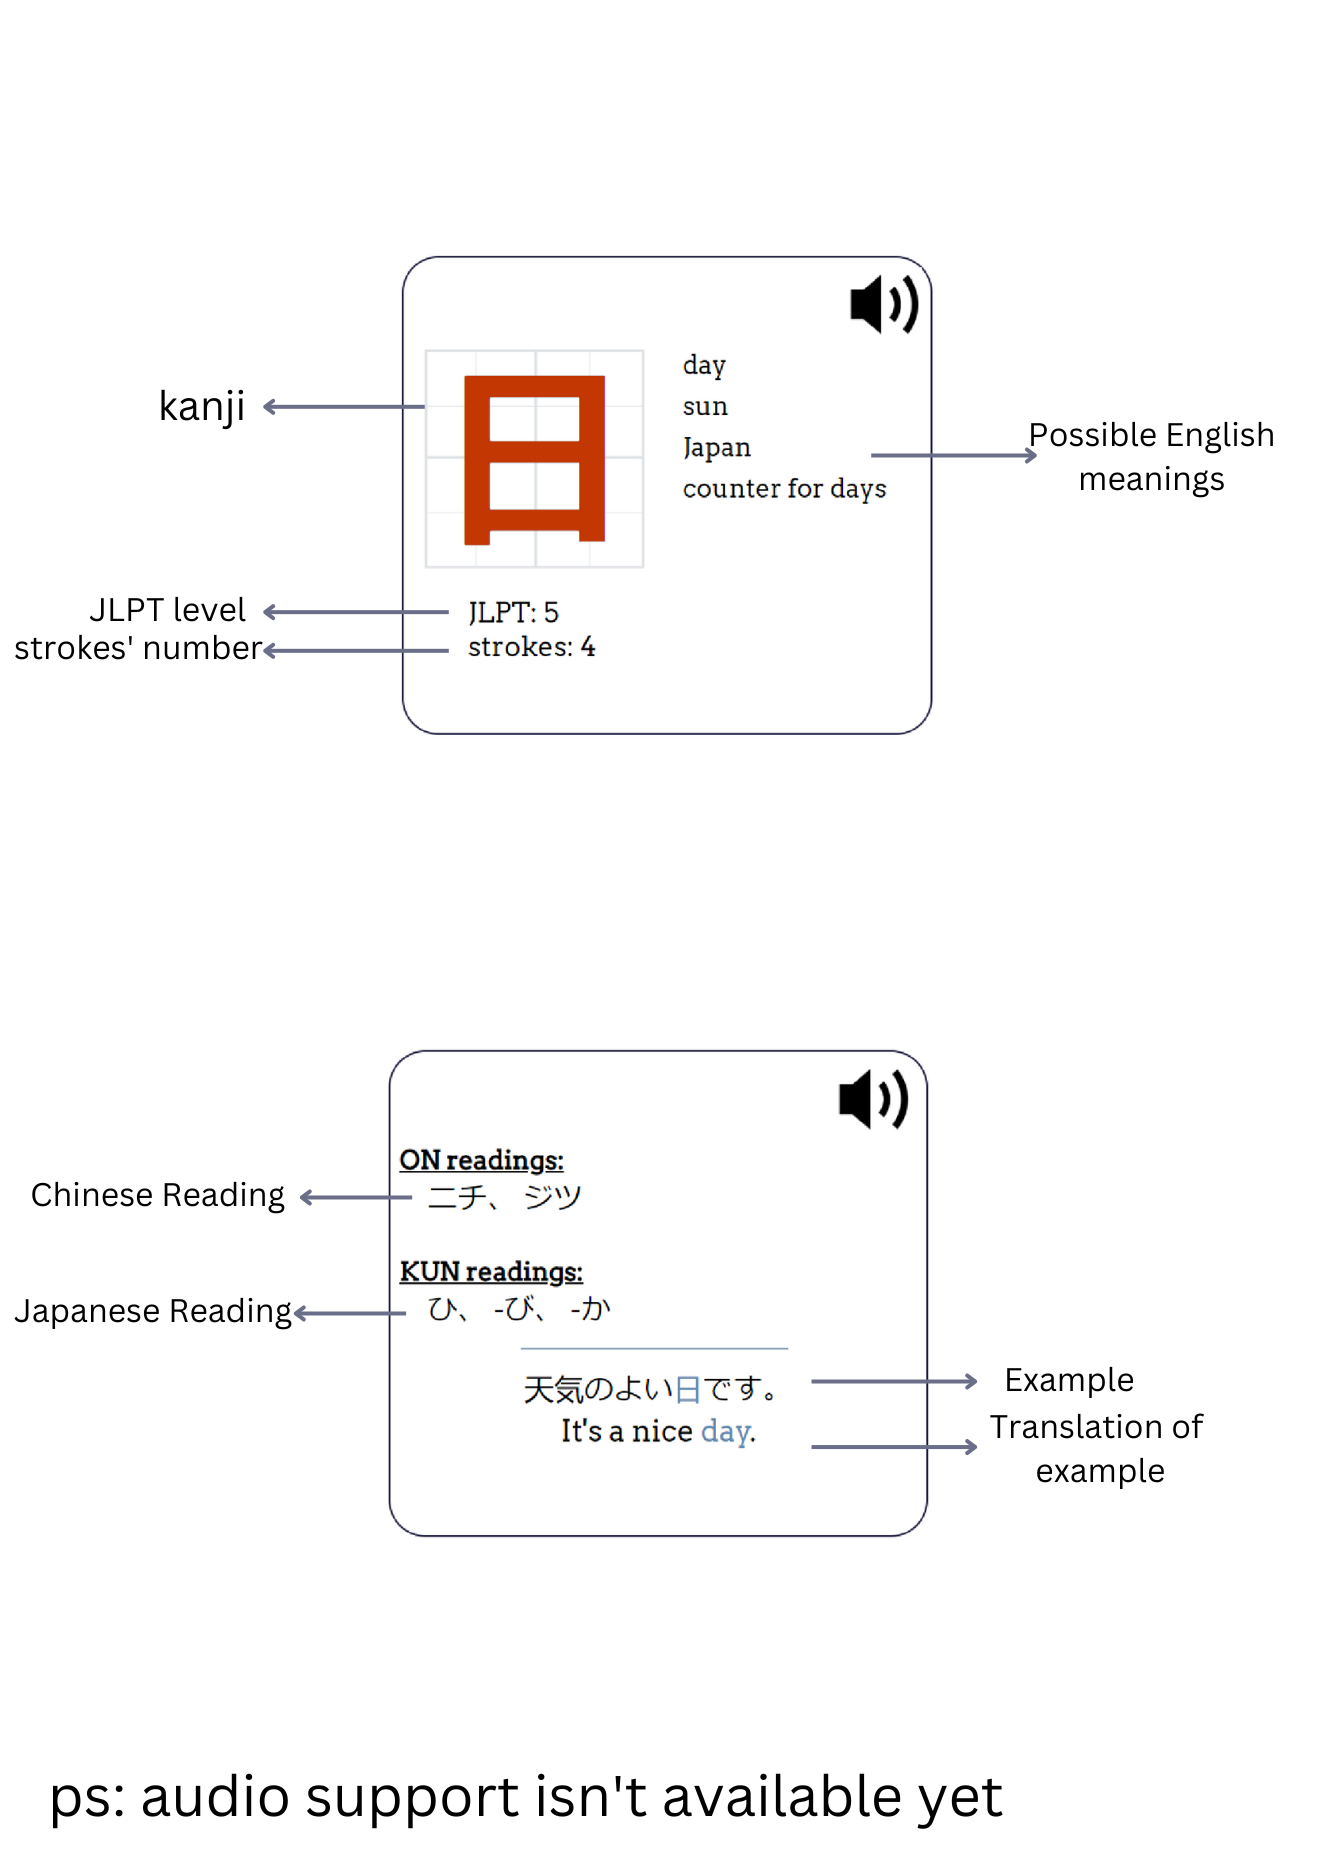 day
kanji
日
sun
Japan
counter for days
Possible English
meanings
JLPT level
JLPT: 5
strokes' number
strokes: 4
ON readings:
Chinese Reading
ニチ、 ジツ
KUN readings:
Japanese Reading
ひ、 -び、 -か
天気のよい日です。
Example
It's a nice day.
Translation of
example
ps: audio support isn't available yet